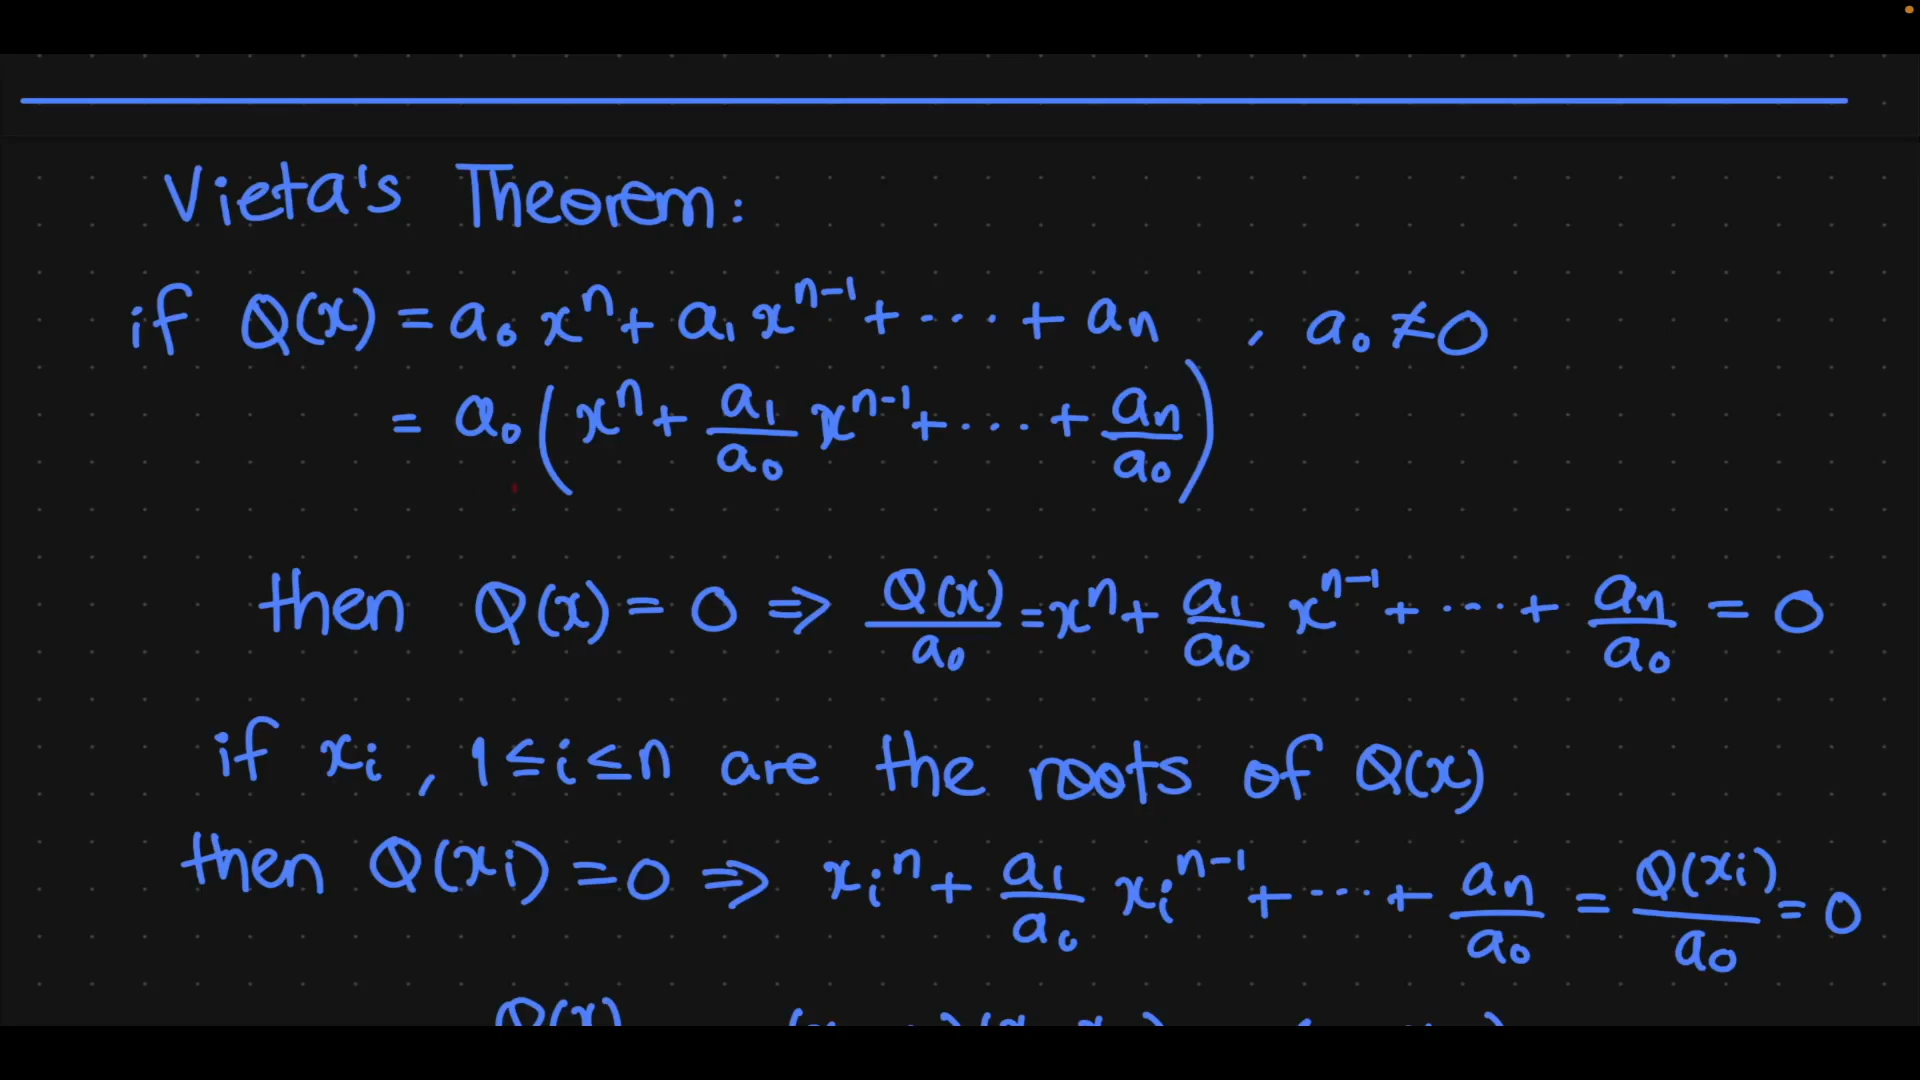 Vieta's Theorem:
if Q(x) = a₀xⁿ + a₁xⁿ⁻¹ + ⋯ + aₙ , a₀ ≠ 0
= a₀(xⁿ + a₁/a₀ xⁿ⁻¹ + ⋯ + aₙ/a₀)
then Q(x) = 0 ⇒ Q(x)/a₀ = xⁿ + a₁/a₀ xⁿ⁻¹ + ⋯ + aₙ/a₀ = 0
if xᵢ , 1 ≤ i ≤ n are the roots of Q(x)
then Q(xᵢ) = 0 ⇒ xᵢⁿ + a₁/a₀ xᵢⁿ⁻¹ + ⋯ + aₙ/a₀ = Q(xᵢ)/a₀ = 0
Q(x)